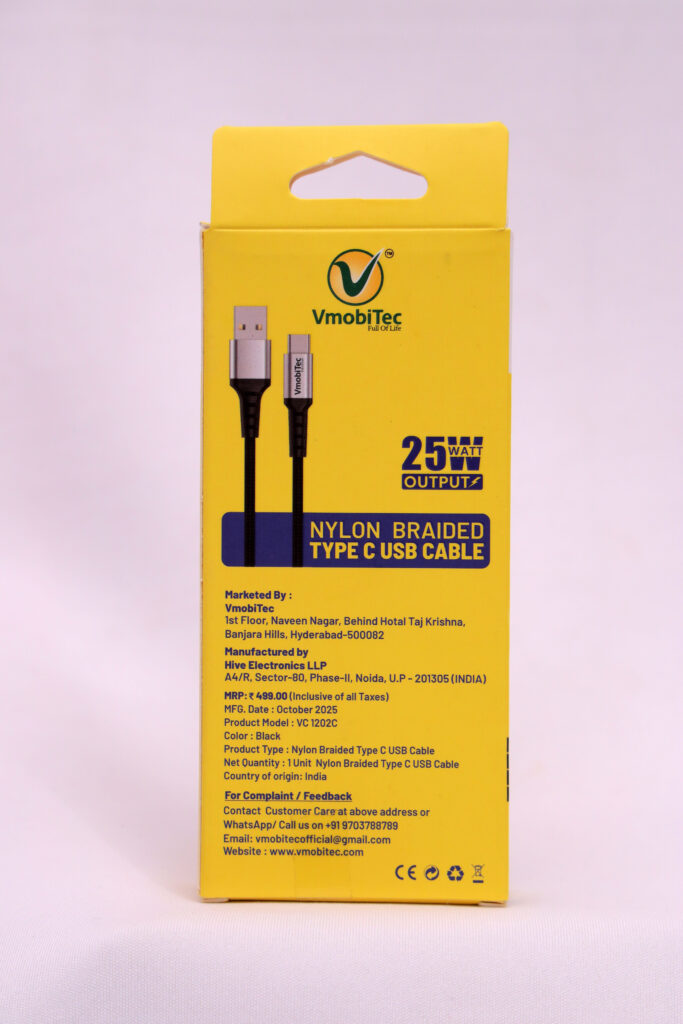 VmobiTec
TM
Full Of Life
VmobiTec
25W
WATT
OUTPUT
NYLON BRAIDED
TYPE C USB CABLE
Marketed By :
VmobiTec
1st Floor, Naveen Nagar, Behind Hotal Taj Krishna,
Banjara Hills, Hyderabad-500082
Manufactured by
Hive Electronics LLP
A4/R, Sector-80, Phase-II, Noida, U.P - 201305 (INDIA)
MRP: ₹ 499.00 (Inclusive of all Taxes)
MFG. Date : October 2025
Product Model : VC 1202C
Color : Black
Product Type : Nylon Braided Type C USB Cable
Net Quantity : 1 Unit Nylon Braided Type C USB Cable
Country of origin: India
For Complaint / Feedback
Contact Customer Care at above address or
WhatsApp/ Call us on +91 9703788789
Email: vmobitecofficial@gmail.com
Website : www.vmobitec.com
CE